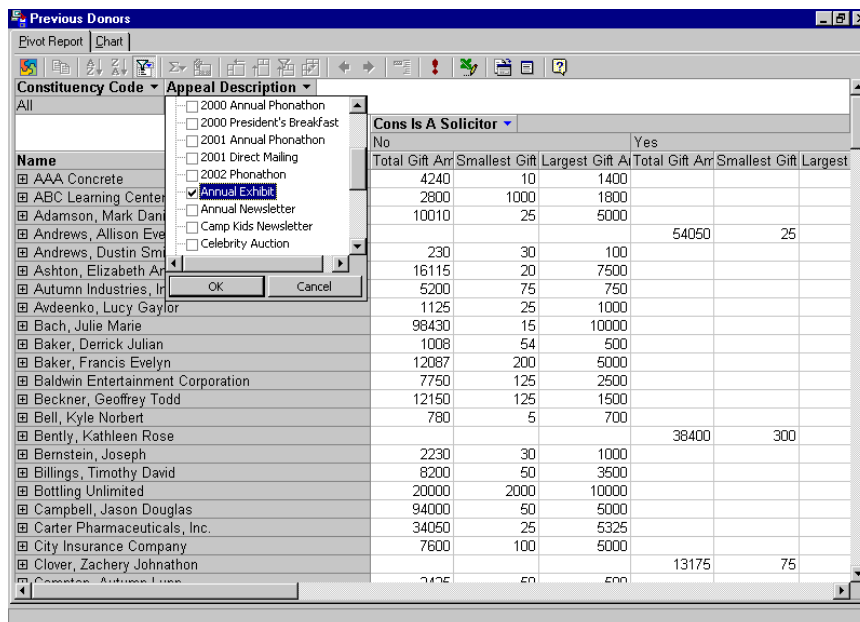 Previous Donors
Pivot Report Chart
Constituency Code Appeal Description
All
2000 Annual Phonathon
2000 President's Breakfast
2001 Annual Phonathon
2001 Direct Mailing
2002 Phonathon
Annual Exhibit
Annual Newsletter
Camp Kids Newsletter
Celebrity Auction
OK Cancel
Cons Is A Solicitor
No Yes
Name Total Gift Am Smallest Gift Largest Gift A Total Gift Am Smallest Gift Largest
AAA Concrete 4240 10 1400
ABC Learning Center 2800 1000 1800
Adamson, Mark Dani 10010 25 5000
Andrews, Allison Eve 54050 25
Andrews, Dustin Smi 230 30 100
Ashton, Elizabeth An 16115 20 7500
Autumn Industries, In 5200 75 750
Avdeenko, Lucy Gaylor 1125 25 1000
Bach, Julie Marie 98430 15 10000
Baker, Derrick Julian 1008 54 500
Baker, Francis Evelyn 12087 200 5000
Baldwin Entertainment Corporation 7750 125 2500
Beckner, Geoffrey Todd 12150 125 1500
Bell, Kyle Norbert 780 5 700
Bently, Kathleen Rose 38400 300
Bernstein, Joseph 2230 30 1000
Billings, Timothy David 8200 50 3500
Bottling Unlimited 20000 2000 10000
Campbell, Jason Douglas 94000 50 5000
Carter Pharmaceuticals, Inc. 34050 25 5325
City Insurance Company 7600 100 5000
Clover, Zachery Johnathon 13175 75